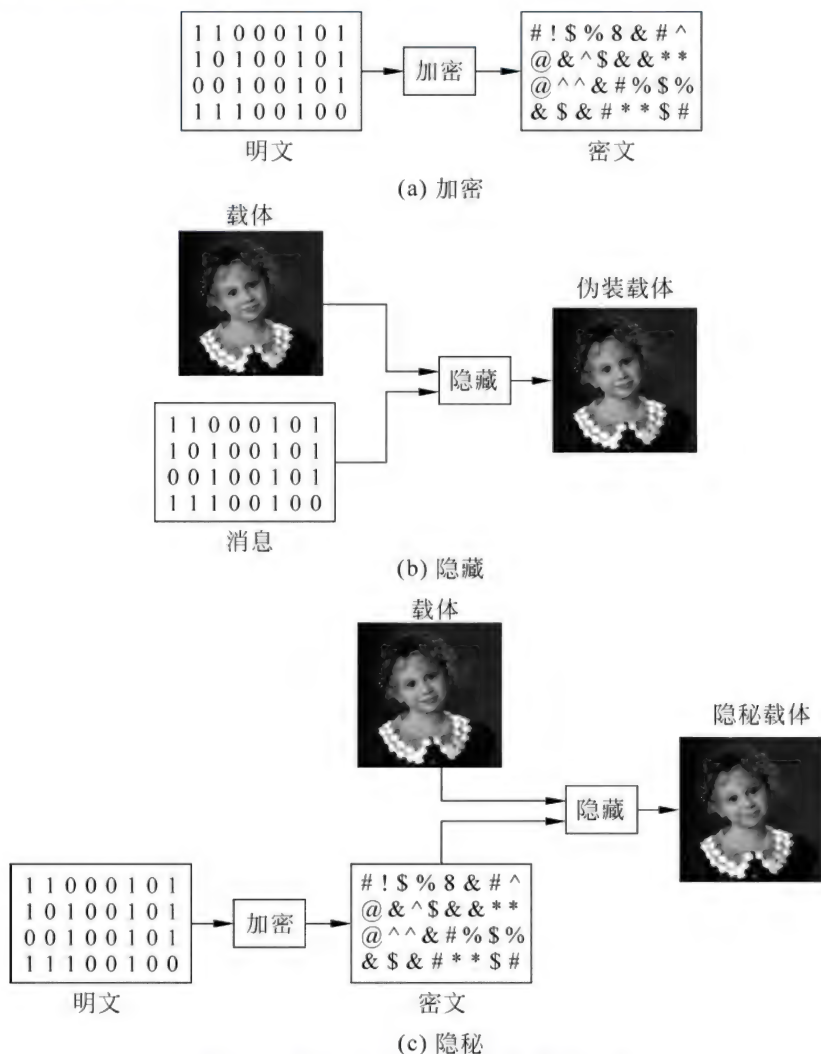 1 1 0 0 0 1 0 1
1 0 1 0 0 1 0 1
0 0 1 0 0 1 0 1
1 1 1 0 0 1 0 0
明文
加密
# ! $ % 8 & # ^
@ & ^ $ & & * *
@ ^ ^ & # % $ %
& $ & # * * $ #
密文
(a) 加密
载体
伪装载体
隐藏
1 1 0 0 0 1 0 1
1 0 1 0 0 1 0 1
0 0 1 0 0 1 0 1
1 1 1 0 0 1 0 0
消息
(b) 隐藏
载体
隐秘载体
隐藏
1 1 0 0 0 1 0 1
1 0 1 0 0 1 0 1
0 0 1 0 0 1 0 1
1 1 1 0 0 1 0 0
明文
加密
# ! $ % 8 & # ^
@ & ^ $ & & * *
@ ^ ^ & # % $ %
& $ & # * * $ #
密文
(c) 隐秘